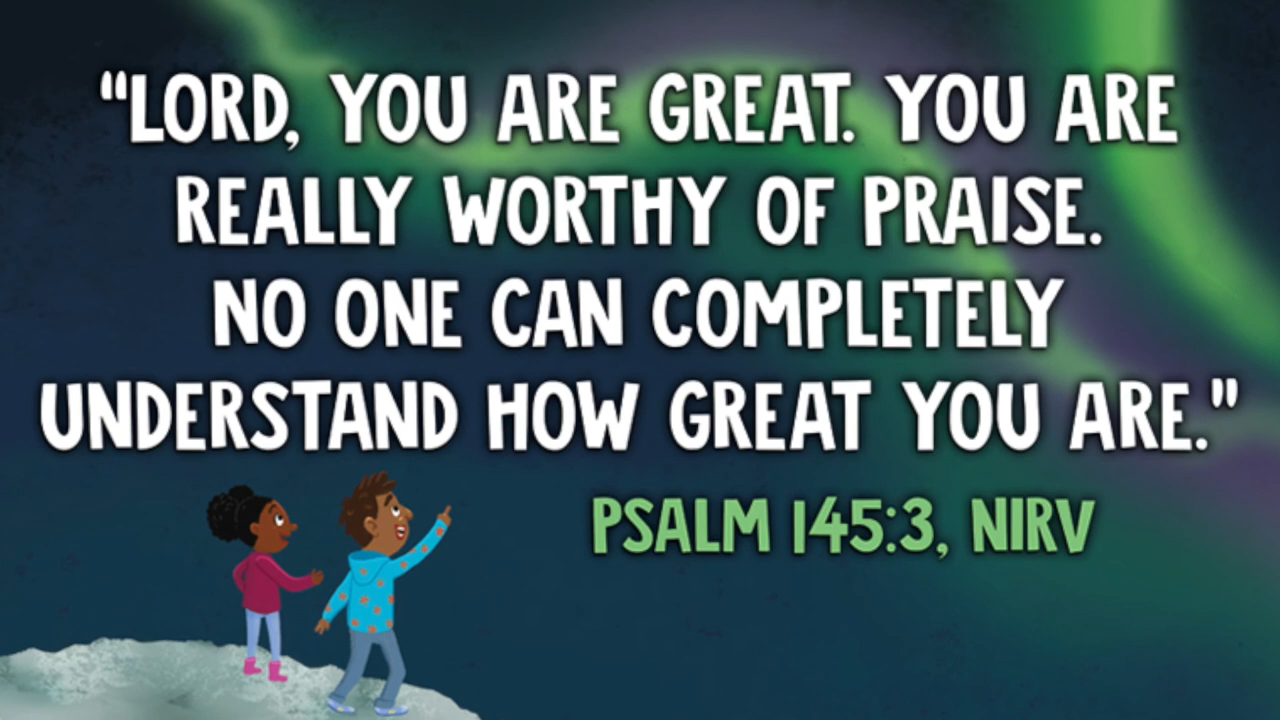 “LORD, YOU ARE GREAT. YOU ARE
REALLY WORTHY OF PRAISE.
NO ONE CAN COMPLETELY
UNDERSTAND HOW GREAT YOU ARE."
PSALM 145:3, NIRV